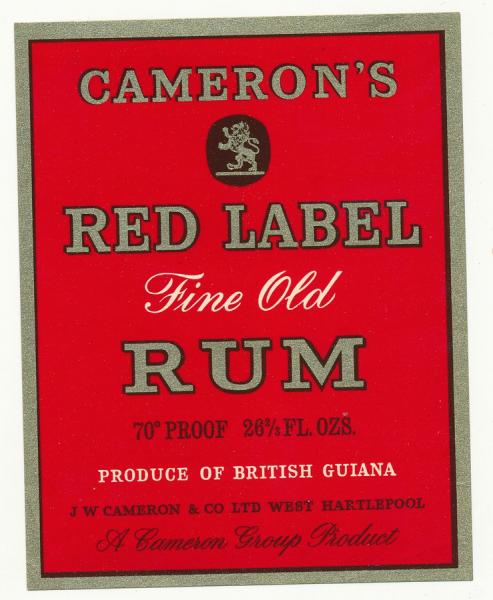 CAMERON'S
RED LABEL
Fine Old
RUM
70° PROOF 26⅔ FL. OZS.
PRODUCE OF BRITISH GUIANA
J W CAMERON & CO LTD WEST HARTLEPOOL
A Cameron Group Product